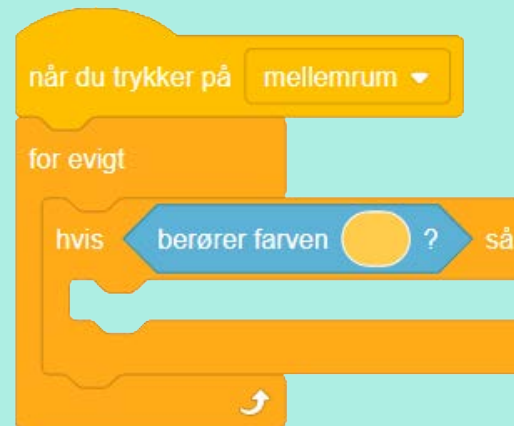 når du trykker på mellemrum
for evigt
hvis berører farven ? så